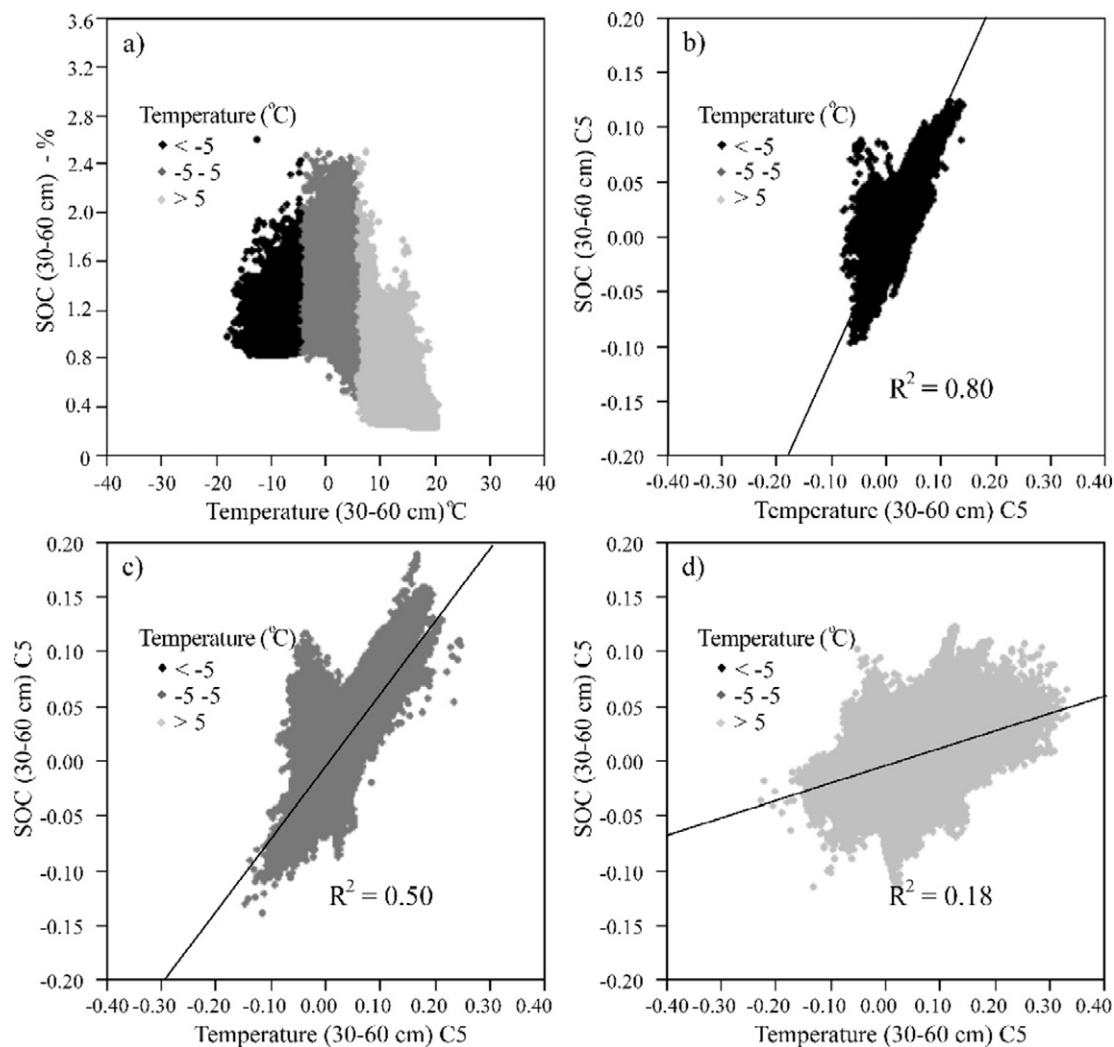 a)
3.6
3.2
2.8
2.4
2.0
1.6
1.2
0.8
0.4
0
SOC (30-60 cm) - %
Temperature (°C)
< -5
-5 -5
> 5
-40 -30 -20 -10 0 10 20 30 40
Temperature (30-60 cm)°C
b)
0.20
0.15
0.10
0.05
0.00
-0.05
-0.10
-0.15
0.20
SOC (30-60 cm) C5
Temperature (°C)
< -5
-5 -5
> 5
R² = 0.80
-0.40 -0.30 -0.20 -0.10 0.00 0.10 0.20 0.30 0.40
Temperature (30-60 cm) C5
c)
0.20
0.15
0.10
0.05
0.00
-0.05
-0.10
-0.15
-0.20
SOC (30-60 cm) C5
Temperature (°C)
< -5
-5 -5
> 5
R² = 0.50
-0.40 -0.30 -0.20 -0.10 0.00 0.10 0.20 0.30 0.40
Temperature (30-60 cm) C5
d)
0.20
0.15
0.10
0.05
0.00
-0.05
-0.10
-0.15
-0.20
SOC (30-60 cm) C5
Temperature (°C)
< -5
-5 -5
> 5
R² = 0.18
-0.40 -0.30 -0.20 -0.10 0.00 0.10 0.20 0.30 0.40
Temperature (30-60 cm) C5